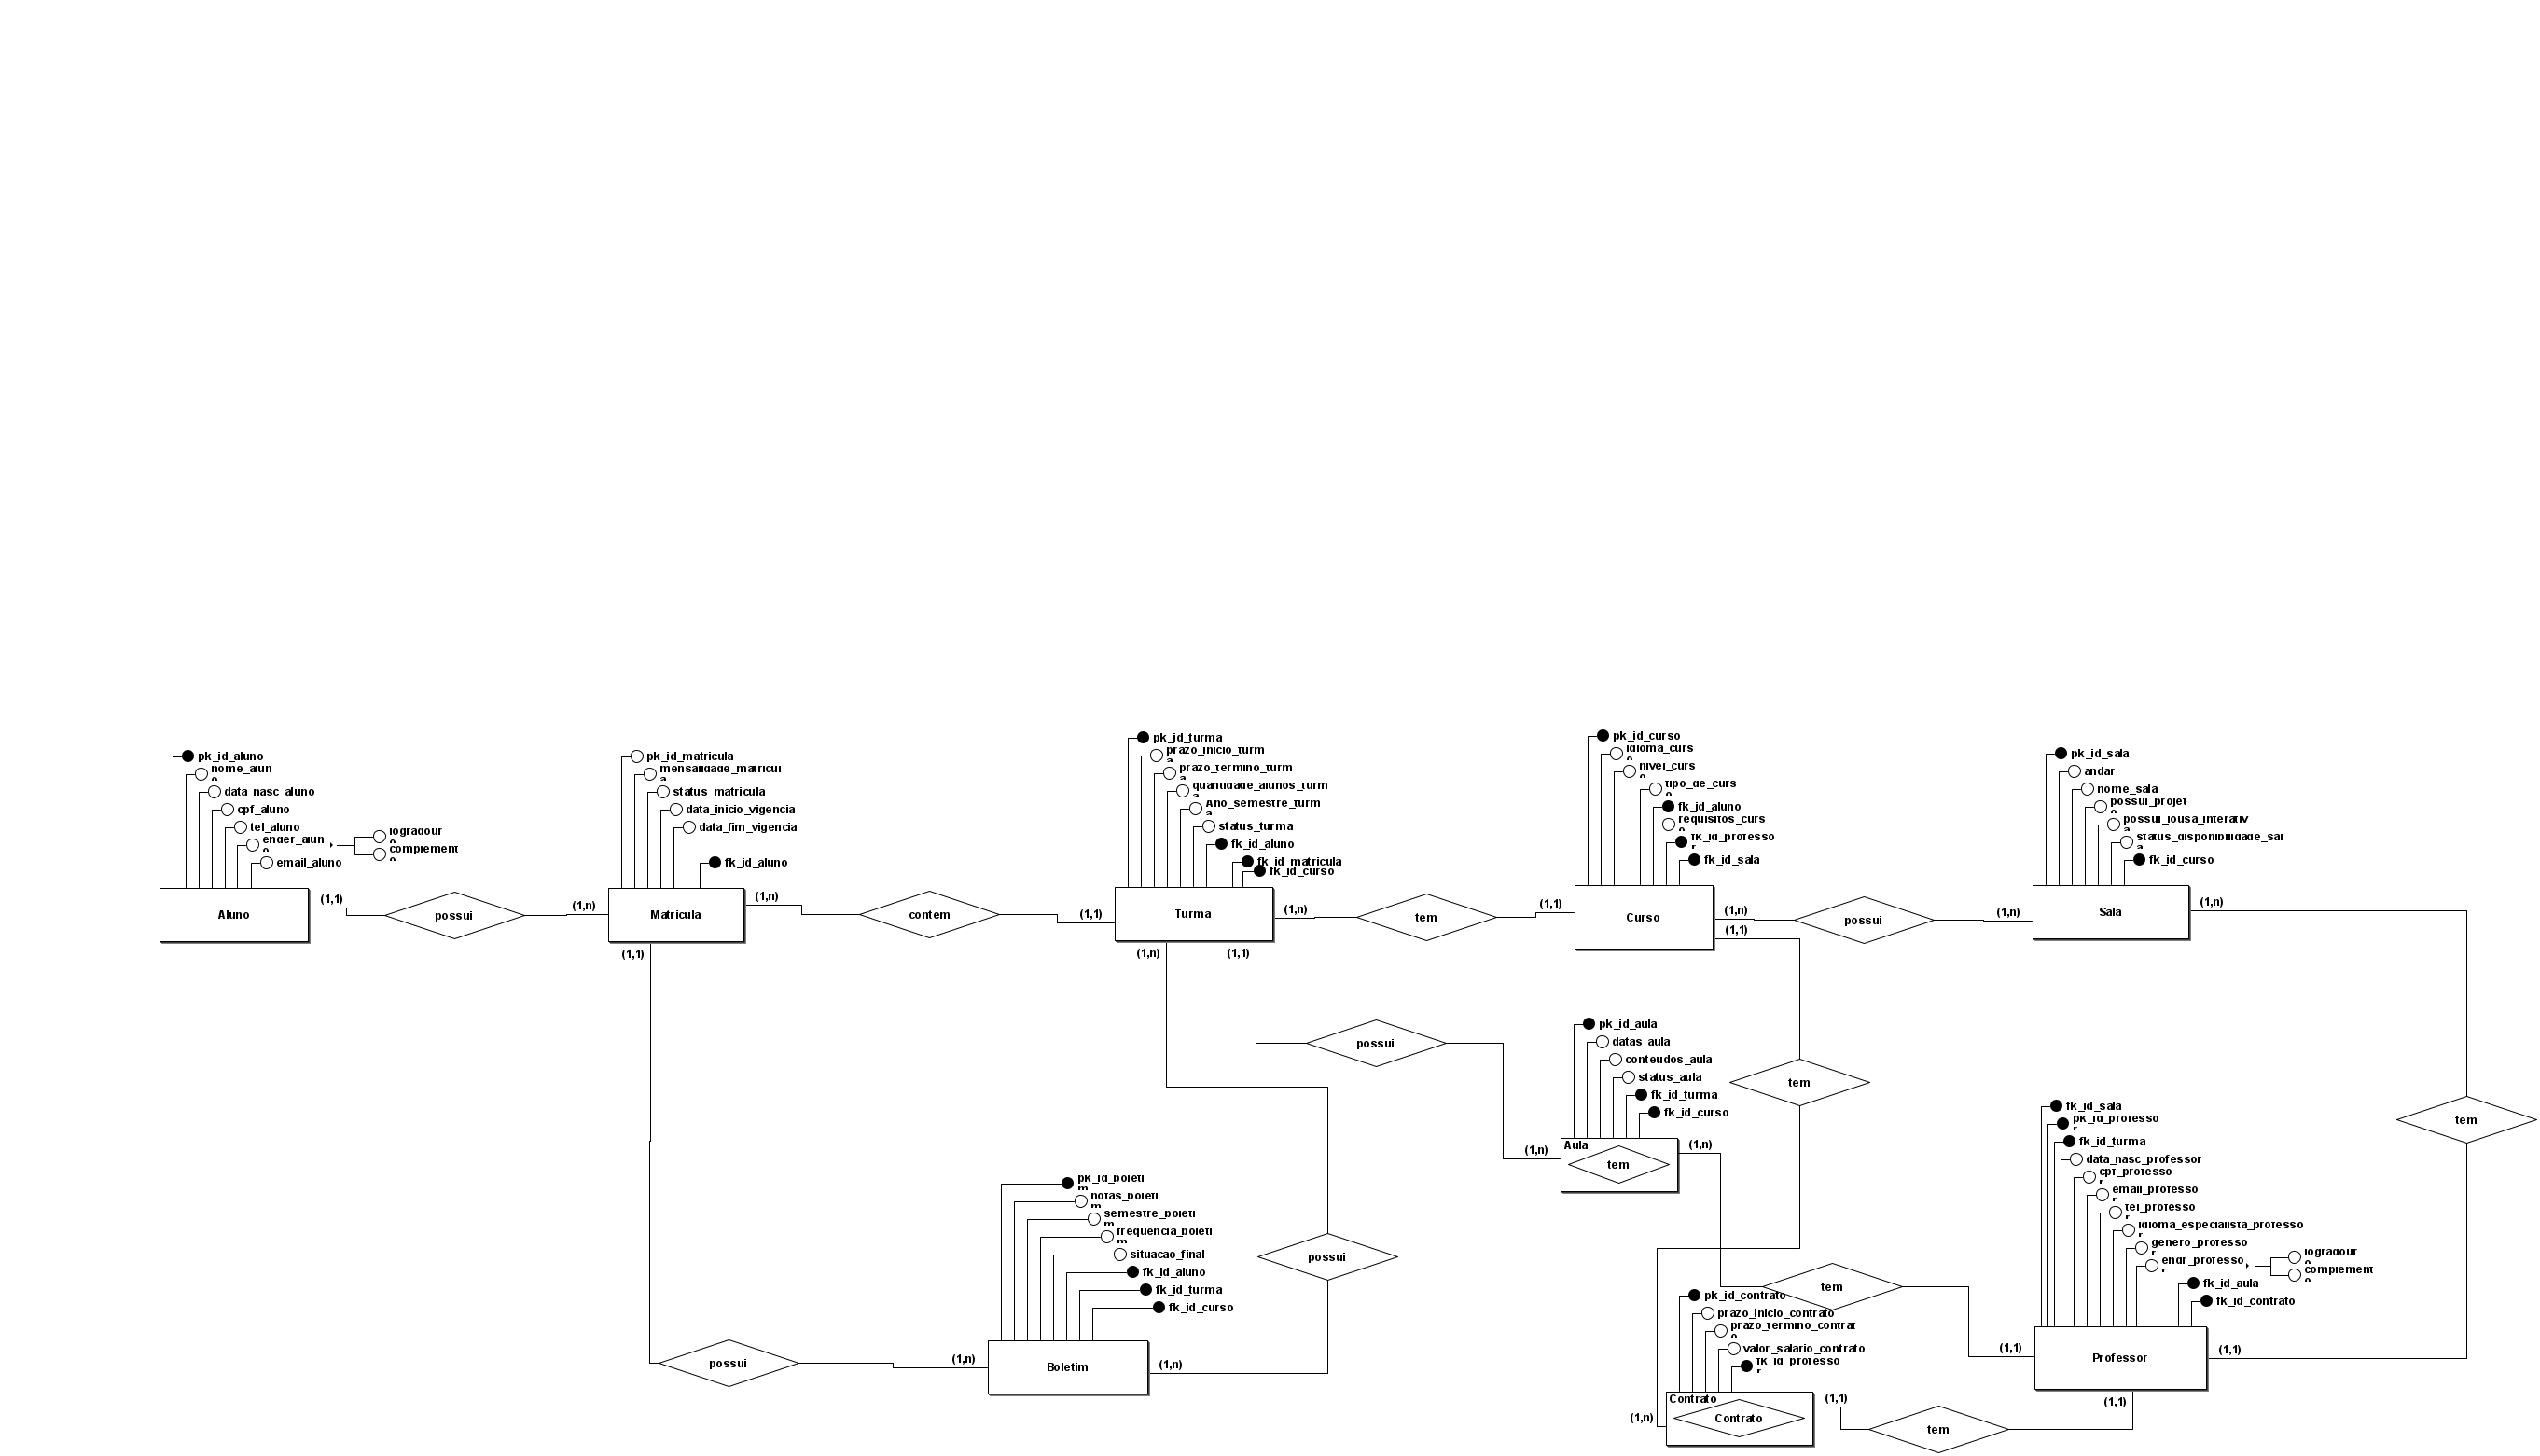 pk_id_aluno
nome_aluno
data_nasc_aluno
cpf_aluno
tel_aluno
ender_aluno
logradouro
complemento
email_aluno
Aluno
(1,1)
possui
(1,n)
pk_id_matricula
mensalidade_matricula
status_matricula
data_inicio_vigencia
data_fim_vigencia
fk_id_aluno
Matricula
(1,n)
(1,1)
contem
(1,1)
pk_id_turma
prazo_inicio_turma
prazo_termino_turma
quantidade_alunos_turma
Ano_semestre_turma
status_turma
fk_id_aluno
fk_id_matricula
fk_id_curso
Turma
(1,n)
(1,n)
(1,1)
tem
(1,1)
pk_id_curso
idioma_curso
nivel_curso
tipo_de_curso
fk_id_aluno
requisitos_curso
fk_id_professor
fk_id_sala
Curso
(1,n)
(1,1)
possui
(1,n)
pk_id_sala
andar
nome_sala
possui_projeto
possui_lousa_interativa
status_disponibilidade_sala
fk_id_curso
Sala
(1,n)
tem
possui
pk_id_aula
datas_aula
conteudos_aula
status_aula
fk_id_turma
fk_id_curso
(1,n)
Aula
tem
(1,n)
tem
tem
fk_id_sala
pk_id_professor
fk_id_turma
data_nasc_professor
cpf_professor
email_professor
tel_professor
idioma_especialista_professor
genero_professor
endr_professor
logradouro
complemento
fk_id_aula
fk_id_contrato
(1,1)
Professor
(1,1)
(1,1)
pk_id_boletim
notas_boletim
semestre_boletim
frequencia_boletim
situacao_final
fk_id_aluno
fk_id_turma
fk_id_curso
possui
possui
(1,n)
Boletim
(1,n)
pk_id_contrato
prazo_inicio_contrato
prazo_termino_contrato
valor_salario_contrato
fk_id_professor
(1,n)
Contrato
Contrato
(1,1)
tem